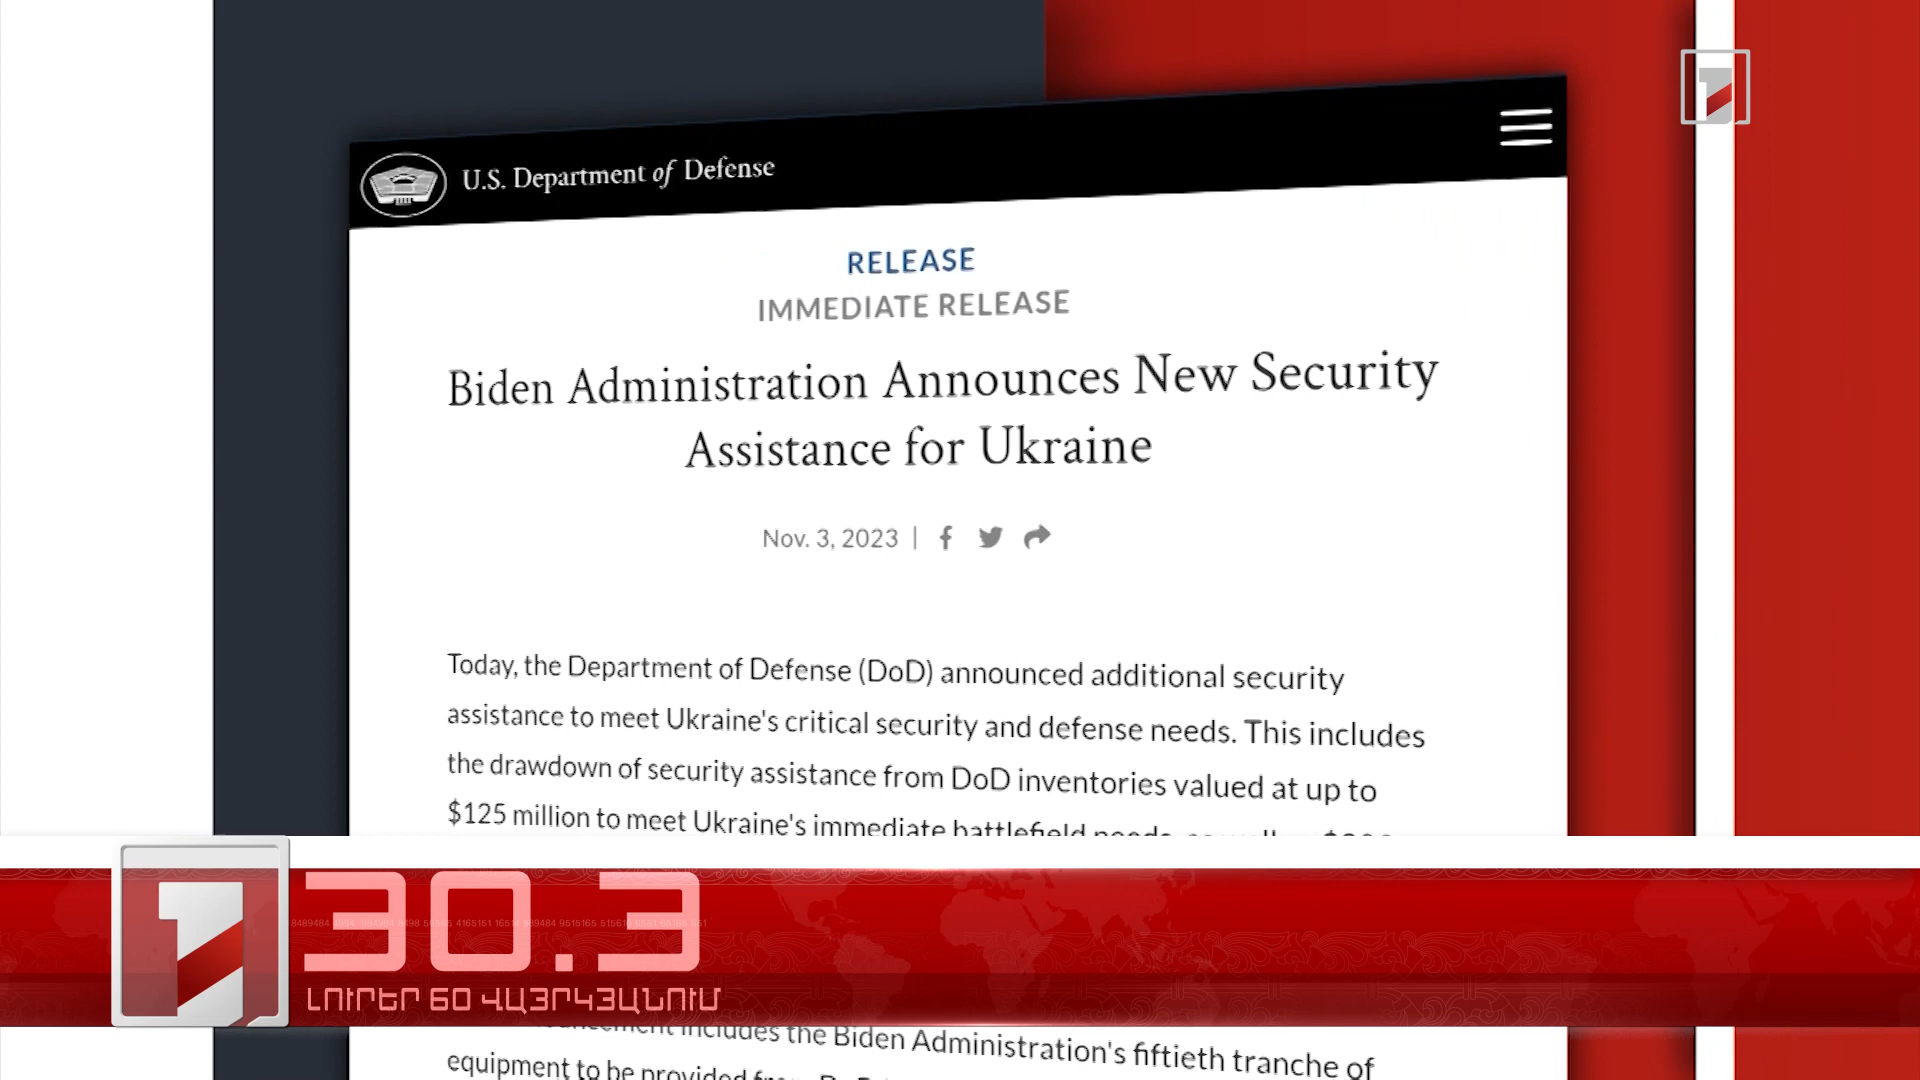 U.S. Department of Defense
RELEASE
IMMEDIATE RELEASE
Biden Administration Announces New Security
Assistance for Ukraine
Nov. 3, 2023 |
Today, the Department of Defense (DoD) announced additional security
assistance to meet Ukraine's critical security and defense needs. This includes
the drawdown of security assistance from DoD inventories valued at up to
$125 million to meet Ukraine's immediate battlefield needs,
30.3
ԼՈՒՐԵՐ 60 ՎԱՅՐԿՅԱՆՈՒՄ
includes the Biden Administration's fiftieth tranche of
equipment to be provided